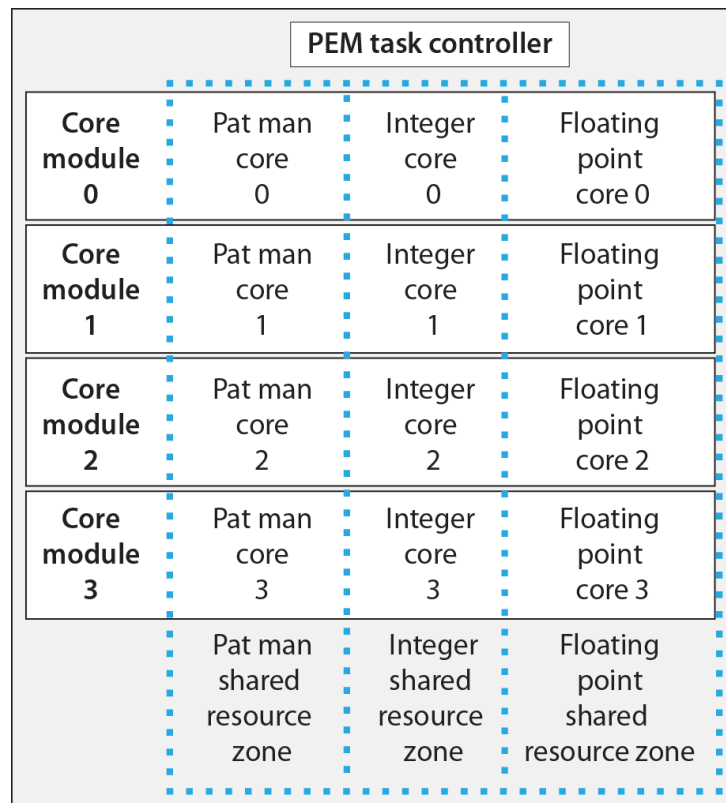 PEM task controller
Core
module
0
Pat man
core
0
Integer
core
0
Floating
point
core 0
Core
module
1
Pat man
core
1
Integer
core
1
Floating
point
core 1
Core
module
2
Pat man
core
2
Integer
core
2
Floating
point
core 2
Core
module
3
Pat man
core
3
Integer
core
3
Floating
point
core 3
Pat man
shared
resource
zone
Integer
shared
resource
zone
Floating
point
shared
resource zone